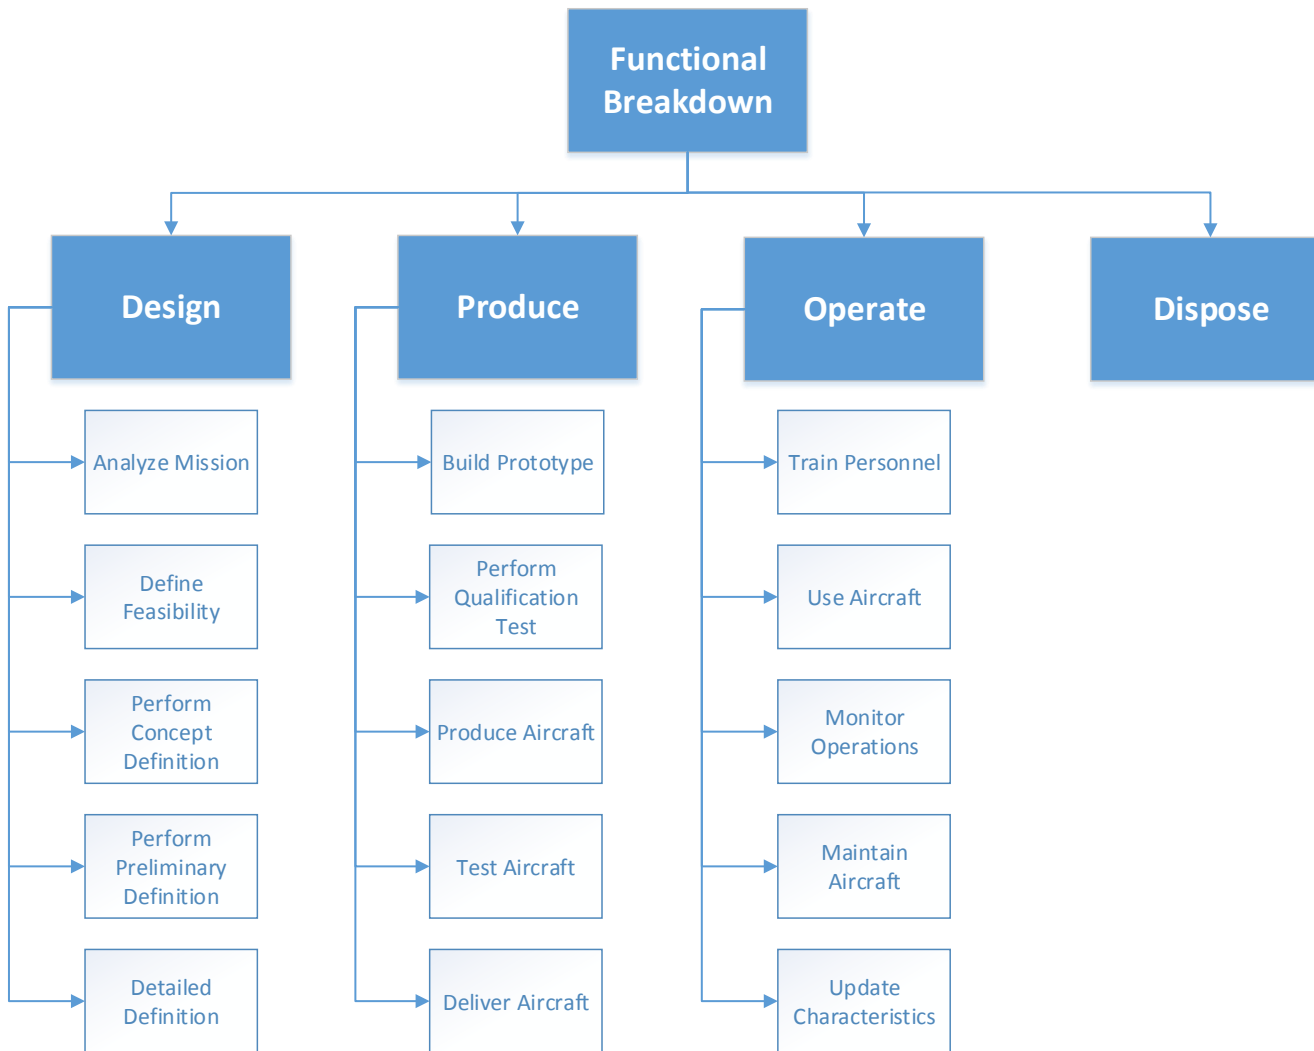 Functional
Breakdown
Design
Produce
Operate
Dispose
Analyze Mission
Build Prototype
Train Personnel
Define
Feasibility
Perform
Qualification
Test
Use Aircraft
Perform
Concept
Definition
Produce Aircraft
Monitor
Operations
Perform
Preliminary
Definition
Test Aircraft
Maintain
Aircraft
Detailed
Definition
Deliver Aircraft
Update
Characteristics